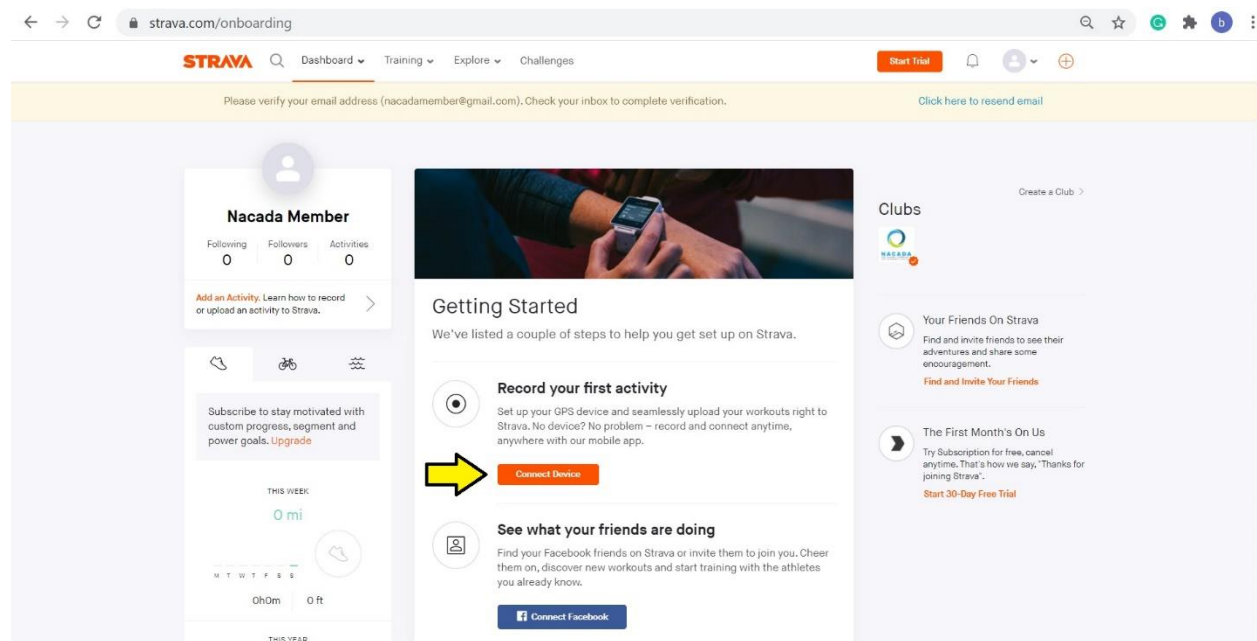 strava.com/onboarding
b
STRAVA Dashboard Training Explore Challenges Start Trial
Please verify your email address (nacadamember@gmail.com). Check your inbox to complete verification. Click here to resend email
Nacada Member
Following Followers Activities
0 0 0
Add an Activity. Learn how to record
or upload an activity to Strava.
Subscribe to stay motivated with
custom progress, segment and
power goals. Upgrade
THIS WEEK
0 mi
M T W T F S S
0h0m 0 ft
THIS YEAR
Getting Started
We've listed a couple of steps to help you get set up on Strava.
Record your first activity
Set up your GPS device and seamlessly upload your workouts right to
Strava. No device? No problem – record and connect anytime,
anywhere with our mobile app.
Connect Device
See what your friends are doing
Find your Facebook friends on Strava or invite them to join you. Cheer
them on, discover new workouts and start training with the athletes
you already know.
Connect Facebook
Create a Club
Clubs
NACADA
Your Friends On Strava
Find and invite friends to see their
adventures and share some
encouragement.
Find and Invite Your Friends
The First Month's On Us
Try Subscription for free, cancel
anytime. That's how we say, "Thanks for
joining Strava".
Start 30-Day Free Trial